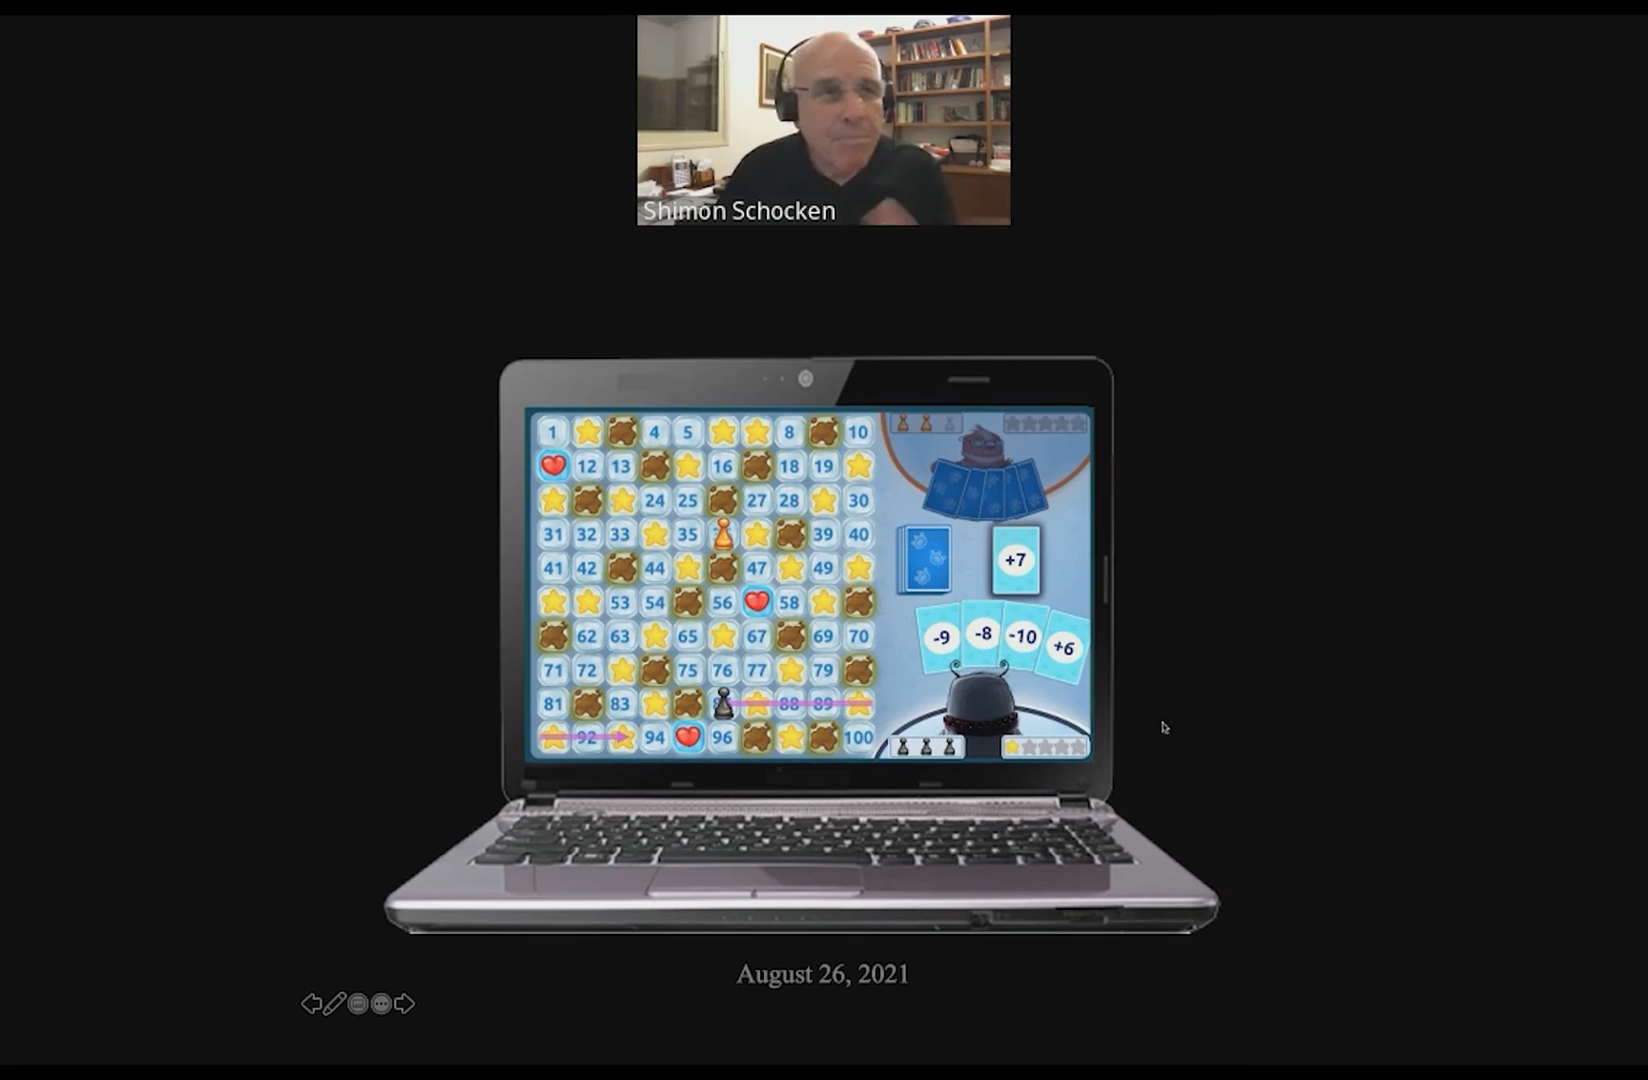 Shimon Schocken
1 4 5 8 10
12 13 16 18 19
24 25 27 28 30
31 32 33 35 39 40
+7
41 42 44 47 49
53 54 56 58
-9 -8 -10 +6
62 63 65 67 69 70
71 72 75 76 77 79
81 83 88 89
92 94 96 100
August 26, 2021